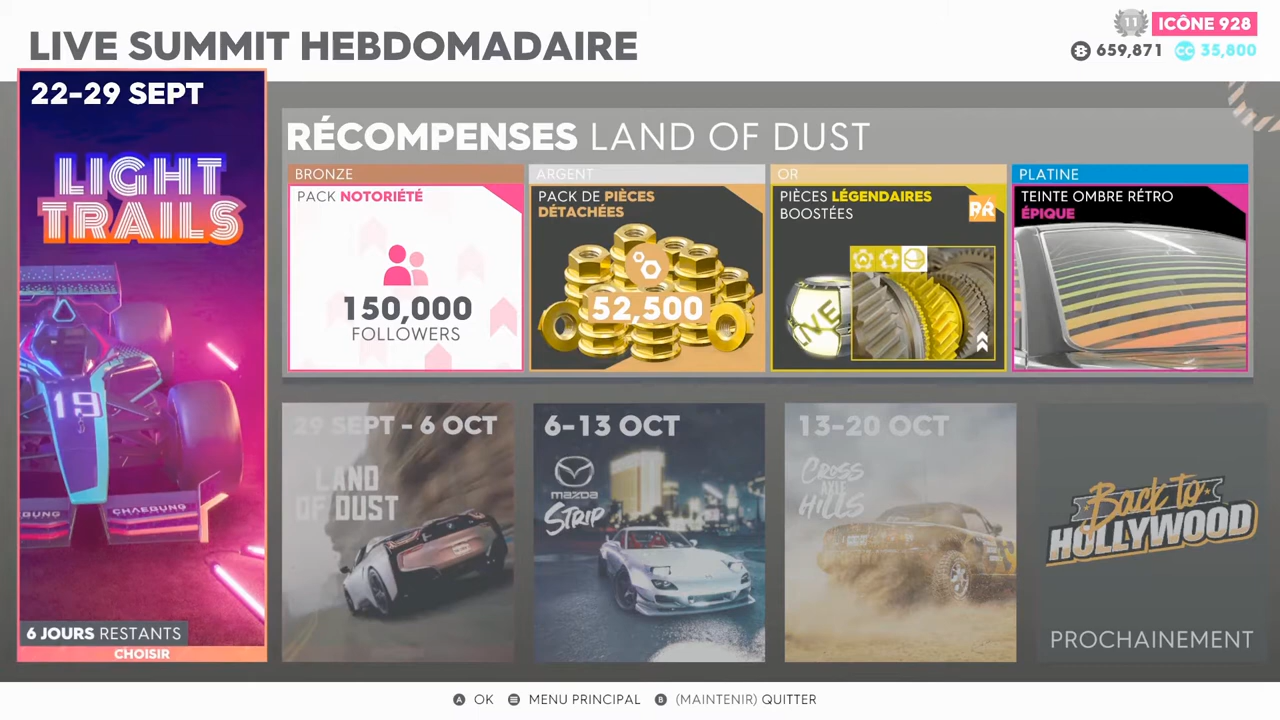 LIVE SUMMIT HEBDOMADAIRE
11 ICÔNE 928
B 659,871 CC 35,800
22-29 SEPT
LIGHT
TRAILS
19
CHAEBUNG
6 JOURS RESTANTS
CHOISIR
RÉCOMPENSES LAND OF DUST
BRONZE
PACK NOTORIÉTÉ
150,000
FOLLOWERS
ARGENT
PACK DE PIÈCES
DÉTACHÉES
52,500
OR
PIÈCES LÉGENDAIRES
BOOSTÉES
LIVE
PLATINE
TEINTE OMBRE RÉTRO
ÉPIQUE
29 SEPT - 6 OCT
LAND
OF DUST
6-13 OCT
mazda
STRIP
13-20 OCT
CROSS
AXLE
HILLS
Back to
HOLLYWOOD
PROCHAINEMENT
A OK MENU PRINCIPAL B (MAINTENIR) QUITTER